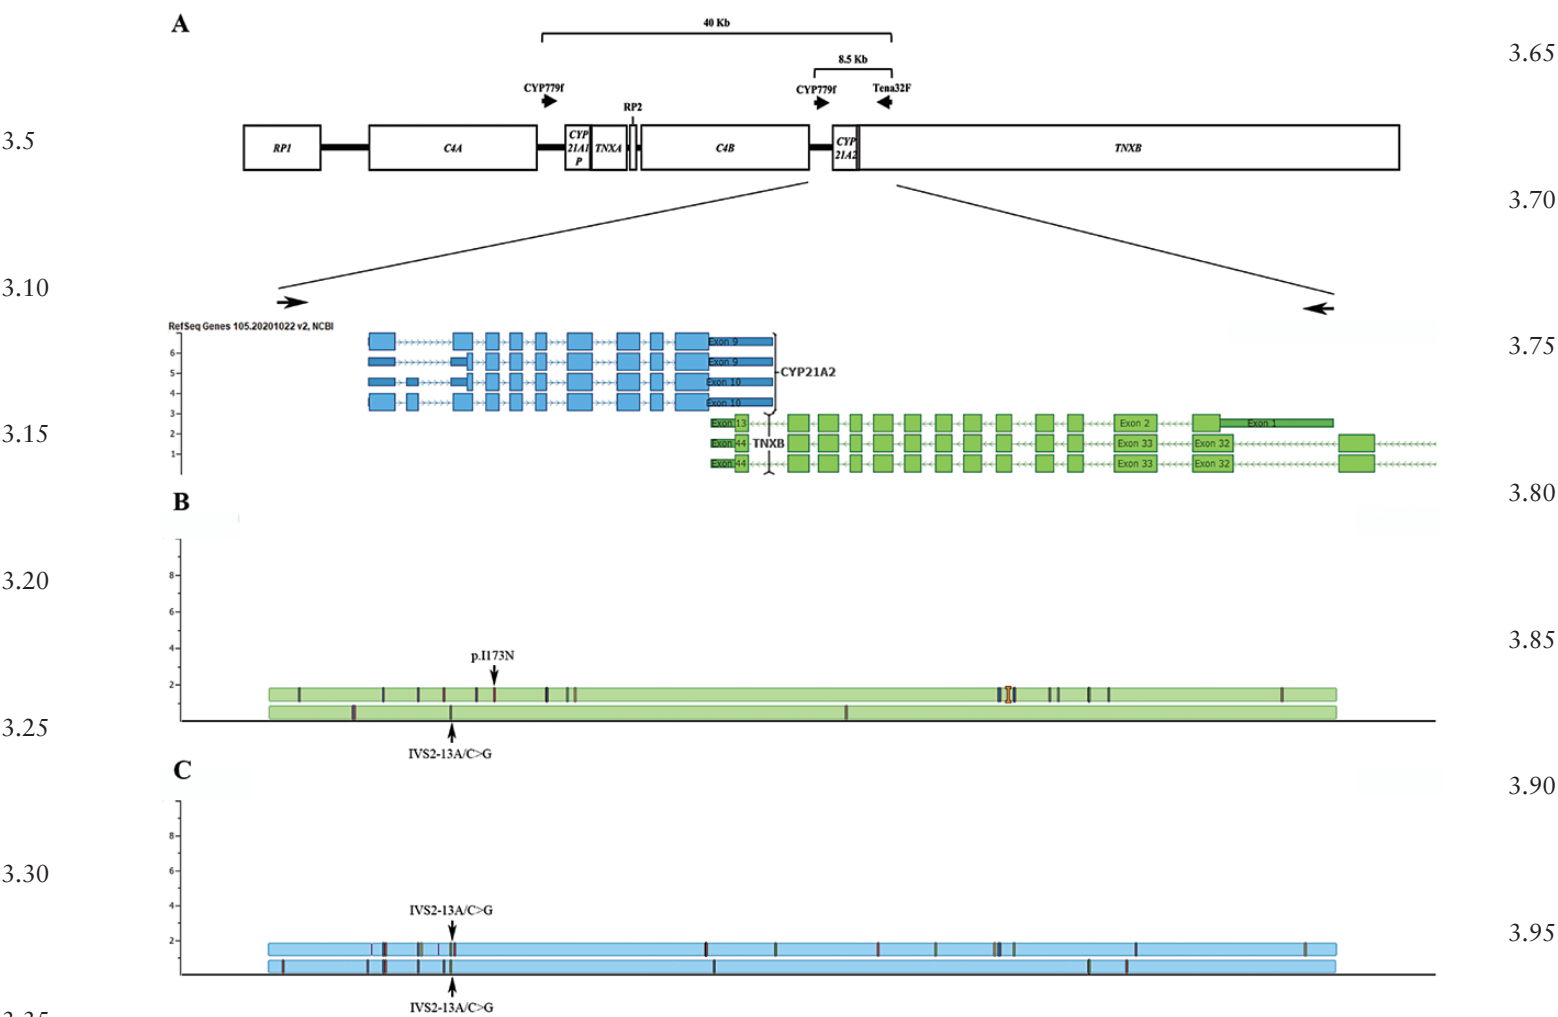 A
40 Kb
3.65
8.5 Kb
CYP779f
CYP779f
Tena32F
RP2
3.5
RP1
C4A
CYP
21A1
P
TNXA
C4B
CYP
21A2
TNXB
3.70
3.10
RefSeq Genes 105.20201022 v2, NCBI
Exon 9
3.75
6
Exon 9
5
CYP21A2
Exon 10
4
Exon 10
3
Exon 13
Exon 2
Exon 1
3.15
2
Exon 44
TNXB
Exon 33
Exon 32
1
Exon 44
Exon 33
Exon 32
3.80
B
8
3.20
6
3.85
4
p.I173N
2
3.25
IVS2-13A/C>G
C
3.90
8
3.30
6
4
IVS2-13A/C>G
3.95
2
IVS2-13A/C>G